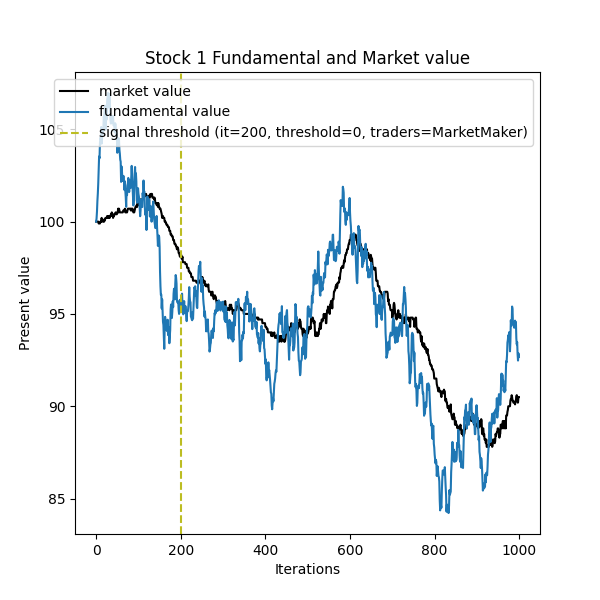 Stock 1 Fundamental and Market value
market value
fundamental value
signal threshold (it=200, threshold=0, traders=MarketMaker)
105
100
95
90
85
Present value
0 200 400 600 800 1000
Iterations